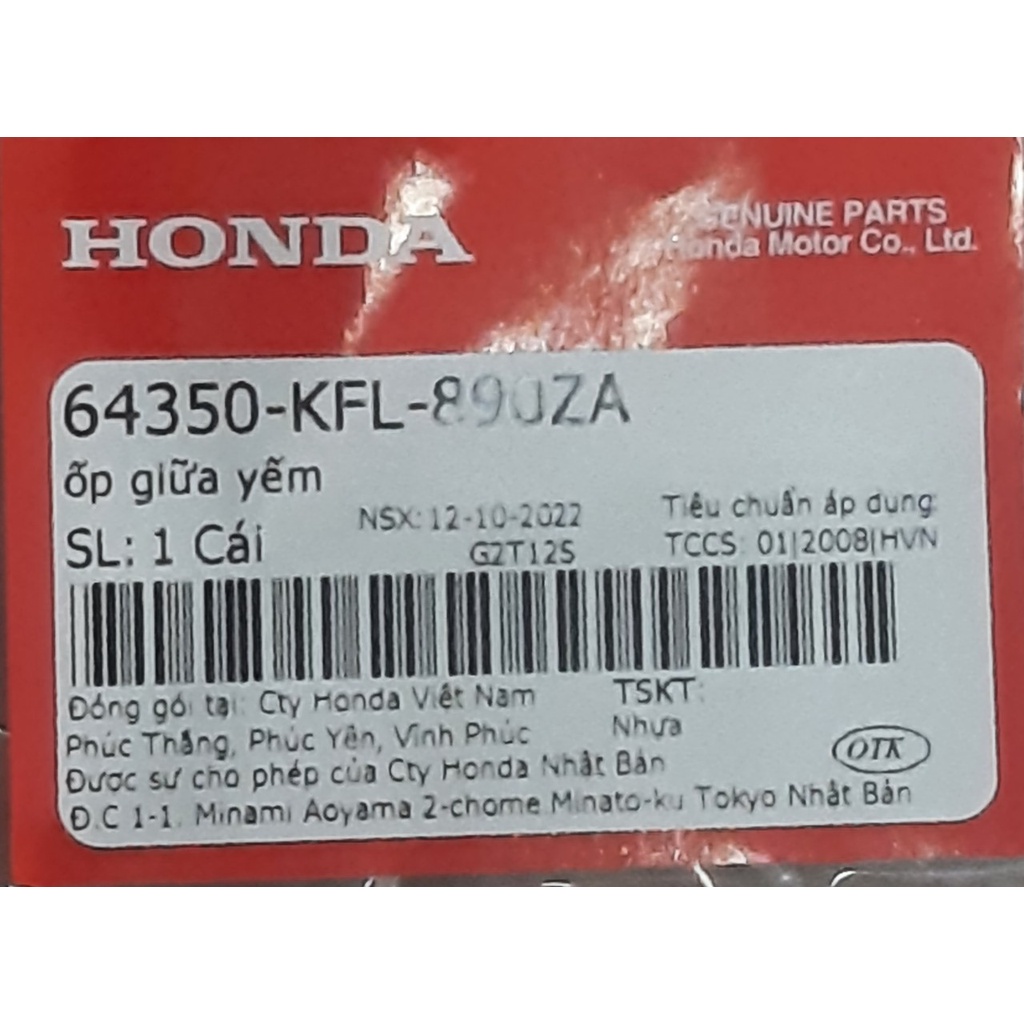 HONDA
GENUINE PARTS
Honda Motor Co., Ltd.
64350-KFL-890ZA
ốp giữa yếm
SL: 1 Cái
NSX: 12-10-2022
G2T12S
Tiêu chuẩn áp dụng:
TCCS: 01|2008|HVN
Đóng gói tại: Cty Honda Việt Nam
Phúc Thắng, Phúc Yên, Vĩnh Phúc
TSKT:
Nhựa
Được sự cho phép của Cty Honda Nhật Bản
Đ.C 1-1. Minami Aoyama 2-chome Minato-ku Tokyo Nhật Bản
OTK